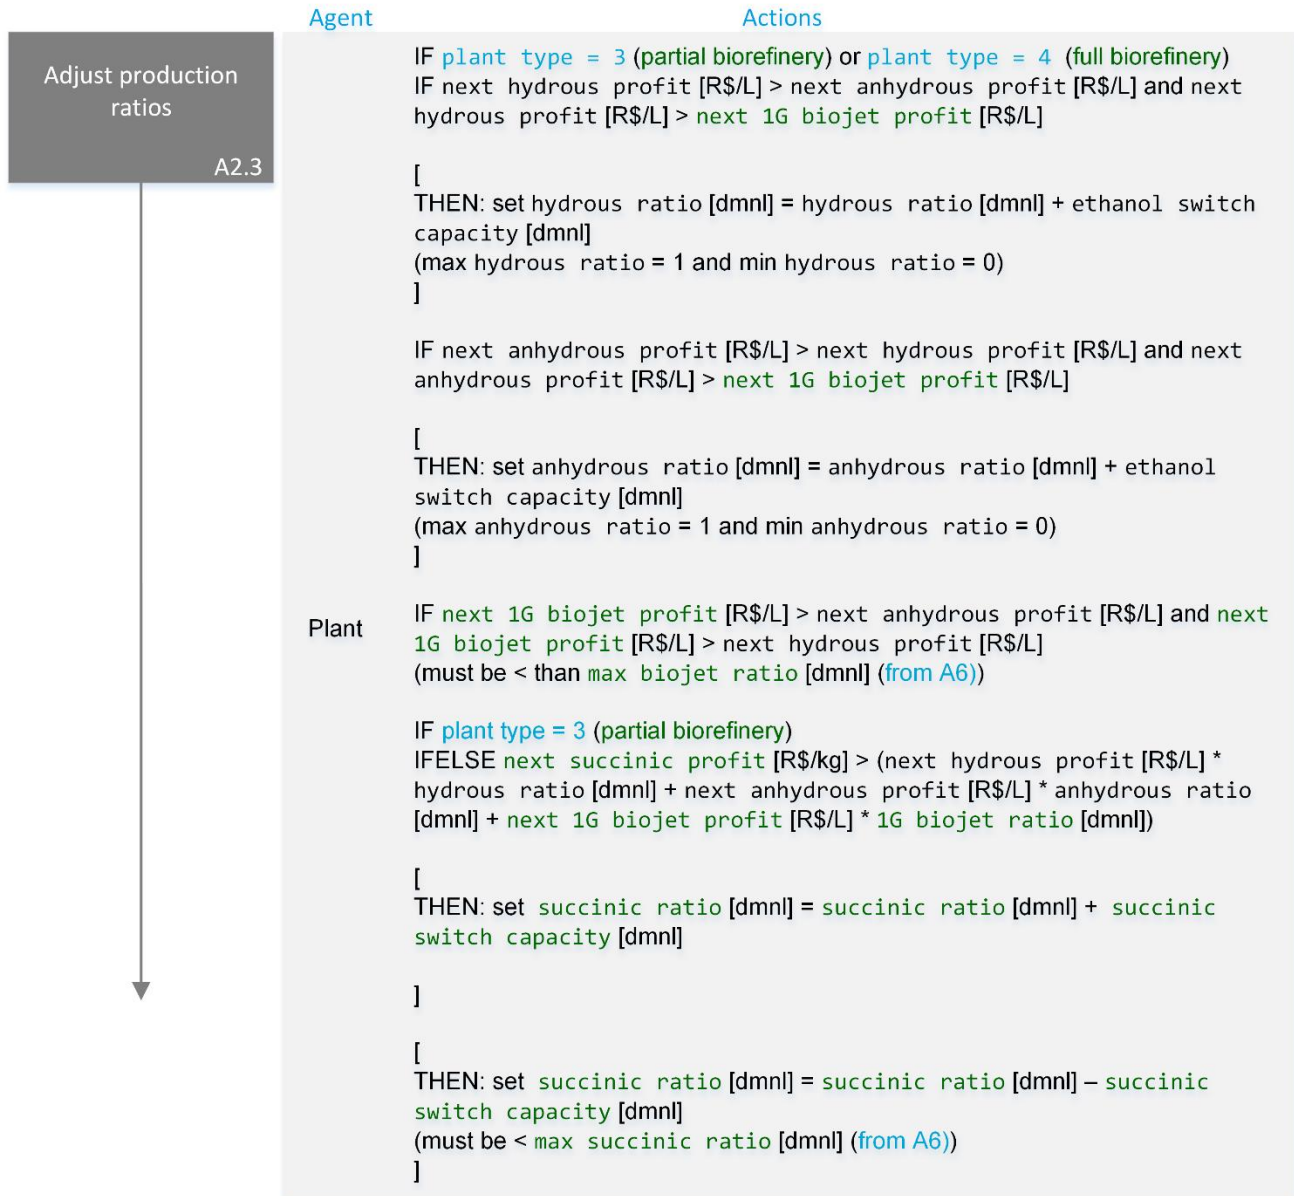 Agent
Actions
Adjust production
ratios
A2.3
IF plant type = 3 (partial biorefinery) or plant type = 4 (full biorefinery)
IF next hydrous profit [R$/L] > next anhydrous profit [R$/L] and next
hydrous profit [R$/L] > next 1G biojet profit [R$/L]
[
THEN: set hydrous ratio [dmnl] = hydrous ratio [dmnl] + ethanol switch
capacity [dmnl]
(max hydrous ratio = 1 and min hydrous ratio = 0)
]
IF next anhydrous profit [R$/L] > next hydrous profit [R$/L] and next
anhydrous profit [R$/L] > next 1G biojet profit [R$/L]
[
THEN: set anhydrous ratio [dmnl] = anhydrous ratio [dmnl] + ethanol
switch capacity [dmnl]
(max anhydrous ratio = 1 and min anhydrous ratio = 0)
]
Plant
IF next 1G biojet profit [R$/L] > next anhydrous profit [R$/L] and next
1G biojet profit [R$/L] > next hydrous profit [R$/L]
(must be < than max biojet ratio [dmnl] (from A6))
IF plant type = 3 (partial biorefinery)
IFELSE next succinic profit [R$/kg] > (next hydrous profit [R$/L] *
hydrous ratio [dmnl] + next anhydrous profit [R$/L] * anhydrous ratio
[dmnl] + next 1G biojet profit [R$/L] * 1G biojet ratio [dmnl])
[
THEN: set succinic ratio [dmnl] = succinic ratio [dmnl] + succinic
switch capacity [dmnl]
]
[
THEN: set succinic ratio [dmnl] = succinic ratio [dmnl] – succinic
switch capacity [dmnl]
(must be < max succinic ratio [dmnl] (from A6))
]